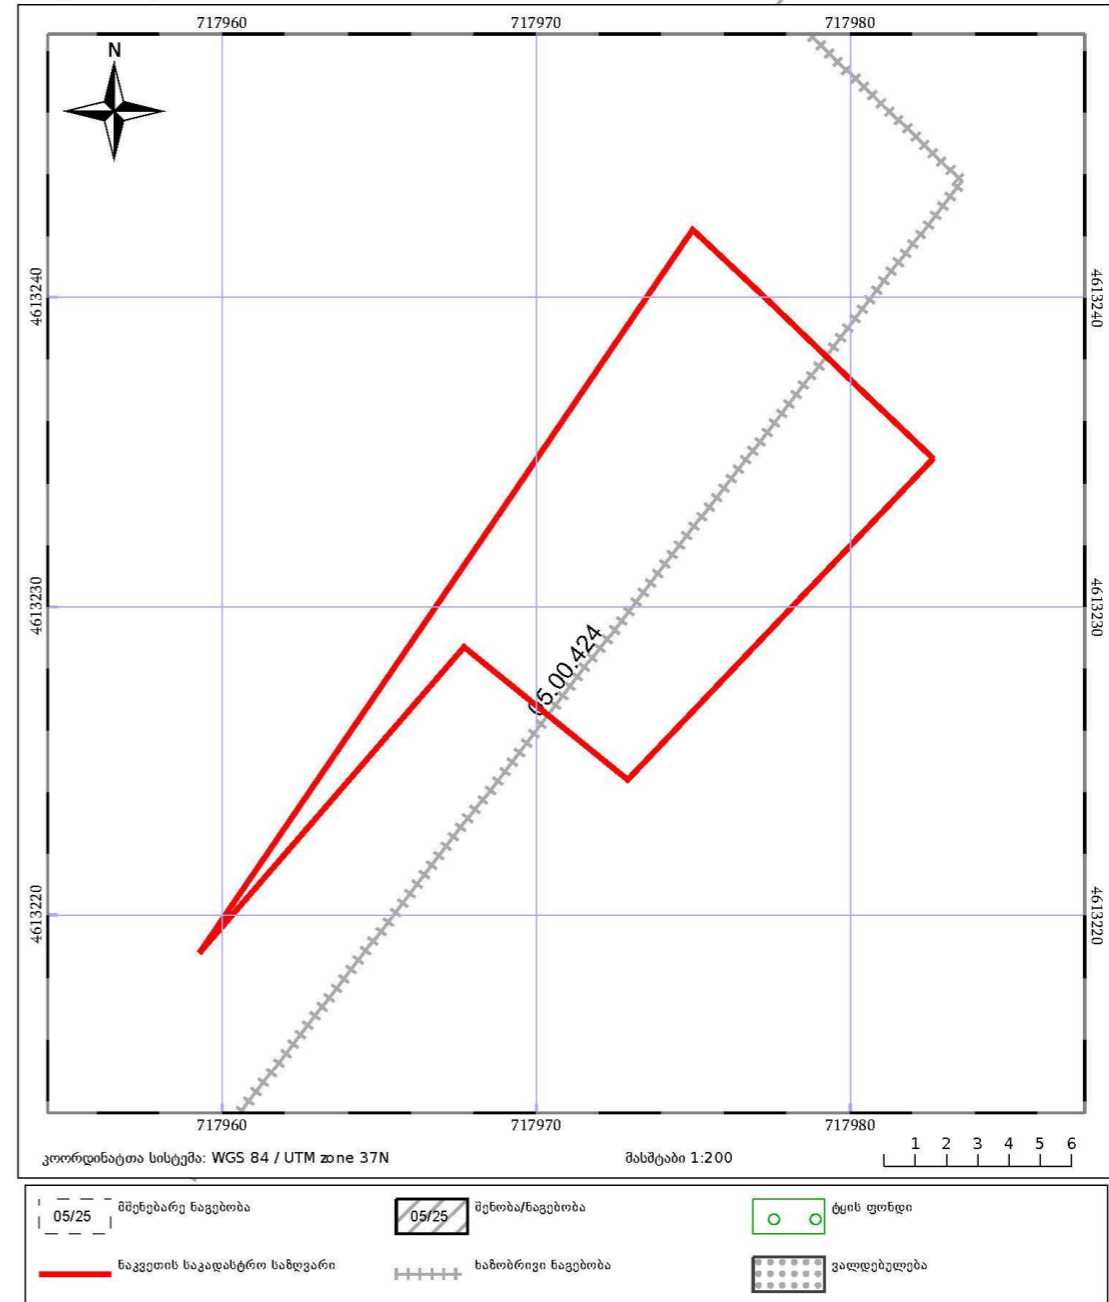 717960 717970 717980
N
4613240 4613240
4613230 4613230
05.00.424
4613220 4613220
717960 717970 717980
კოორდინატთა სისტემა: WGS 84 / UTM zone 37N მასშტაბი 1:200 1 2 3 4 5 6
05/25 მშენებარე ნაგებობა 05/25 შენობა/ნაგებობა ტყის ფონდი
ნაკვეთის საკადასტრო საზღვარი ხაზობრივი ნაგებობა ვალდებულება